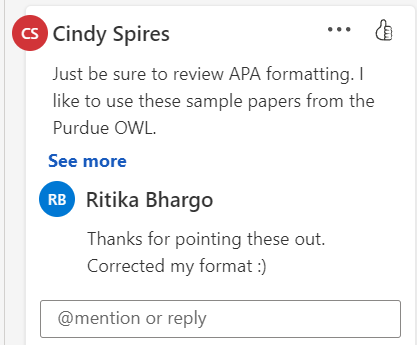 CS Cindy Spires
Just be sure to review APA formatting. I
like to use these sample papers from the
Purdue OWL.
See more
RB Ritika Bhargo
Thanks for pointing these out.
Corrected my format :)
@mention or reply